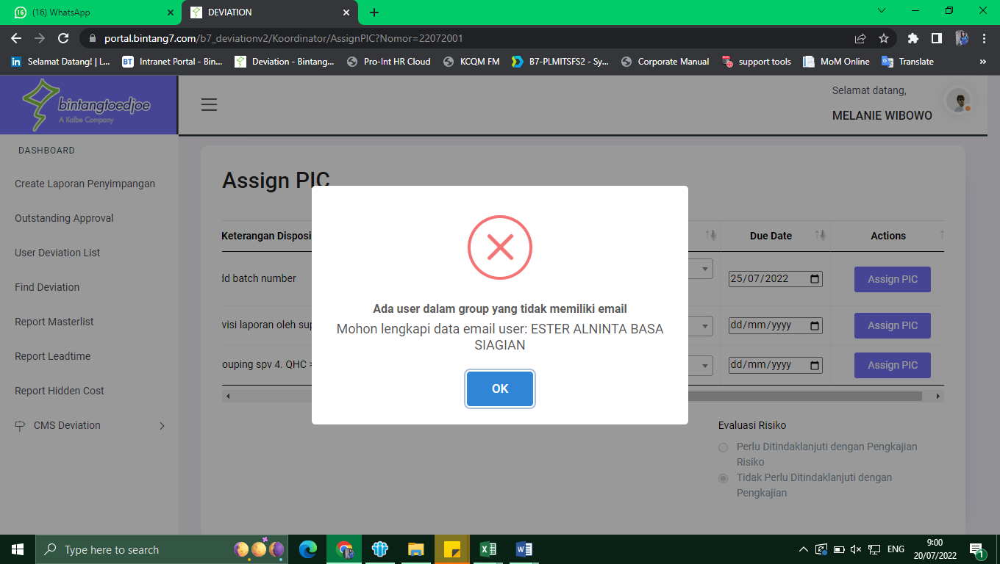 (16) WhatsApp
DEVIATION
portal.bintang7.com/b7_deviationv2/Koordinator/AssignPIC?Nomor=22072001
Selamat Datang! | L...
Intranet Portal - Bin...
Deviation - Bintang...
Pro-Int HR Cloud
KCQM FM
B7-PLMITSFS2 - Sy...
Corporate Manual
support tools
MoM Online
Translate
»
bintangtoedjoe
A Kalbe Company
Selamat datang,
MELANIE WIBOWO
DASHBOARD
Create Laporan Penyimpangan
Outstanding Approval
User Deviation List
Find Deviation
Report Masterlist
Report Leadtime
Report Hidden Cost
CMS Deviation
Assign PIC
Keterangan Disposi
Due Date
Actions
dd batch number
25/07/2022
Assign PIC
visi laporan oleh sup
dd/mm/yyyy
Assign PIC
ouping spv 4. QHC >
dd/mm/yyyy
Assign PIC
Ada user dalam group yang tidak memiliki email
Mohon lengkapi data email user: ESTER ALNINTA BASA
SIAGIAN
OK
Evaluasi Risiko
Perlu Ditindaklanjuti dengan Pengkajian
Risiko
Tidak Perlu Ditindaklanjuti dengan
Pengkajian
Type here to search
ENG
9:00
20/07/2022
1